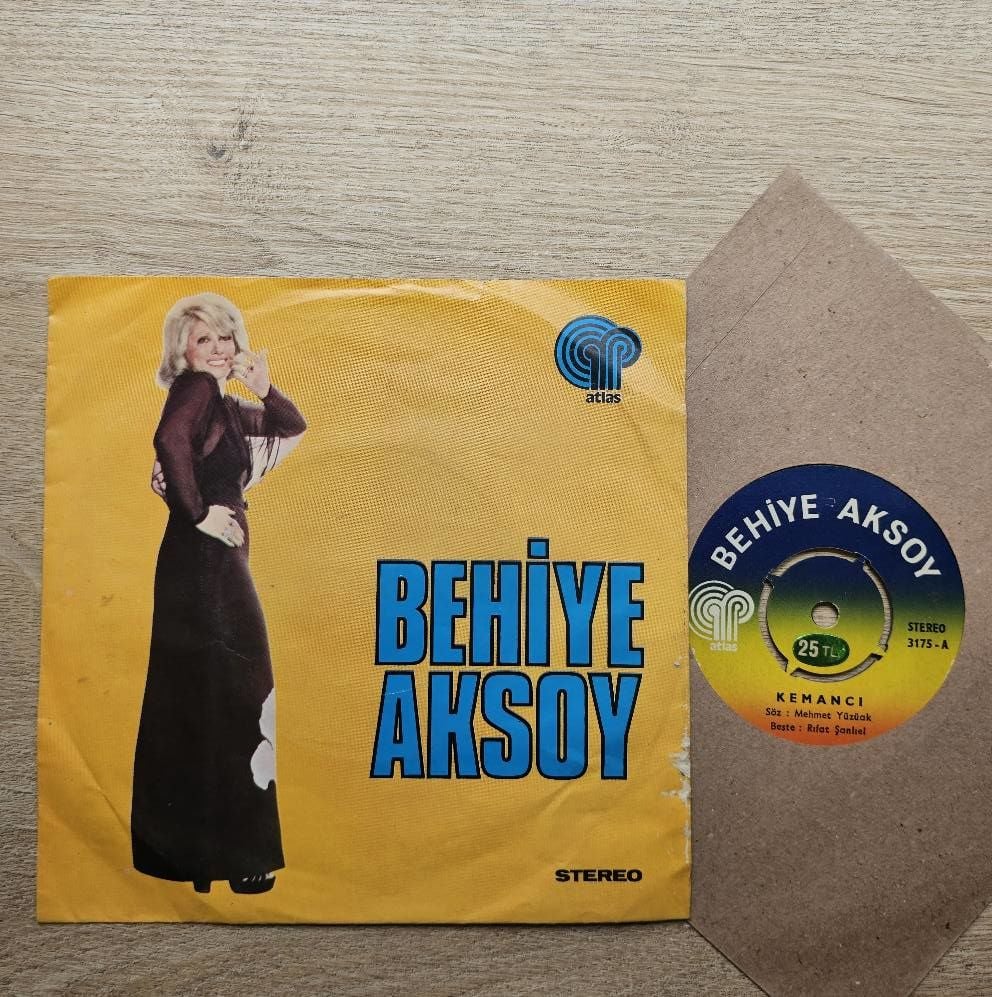 atlas
BEHİYE
AKSOY
STEREO
BEHİYE AKSOY
atlas
STEREO
3175-A
25 TL
KEMANCI
Söz : Mehmet Yüzüak
Beste : Rıfat Şanlıel